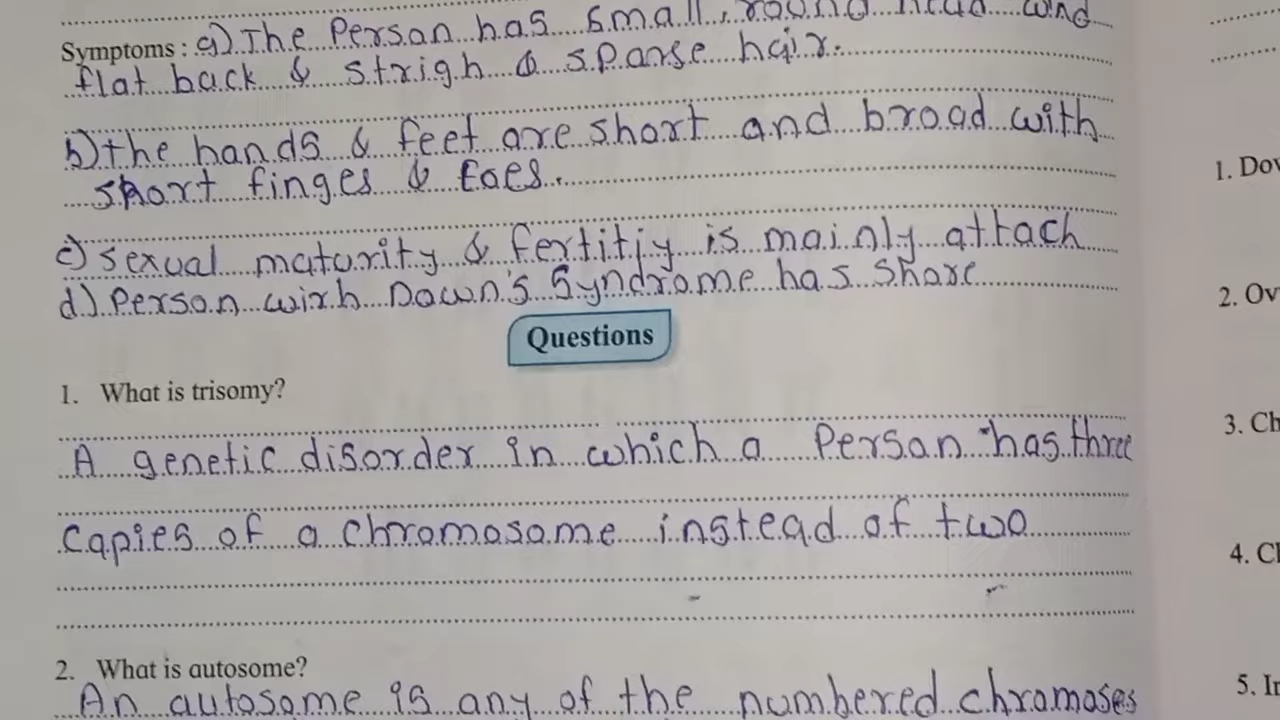 Symptoms : a) The Person has small, round head and
flat back & strigh & sparse hair.
b) the hands & feet are short and broad with
short finges & toes.
c) sexual maturity & fertitiy is mainly attach
d) Person with Down's Syndrome has share
Questions
1. What is trisomy?
A genetic disorder in which a Person has three
Capies of a chromosome instead of two
2. What is autosome?
An autosome is any of the numbered chromoses
1. Dow
2. Ov
3. Ch
4. Cl
5. In